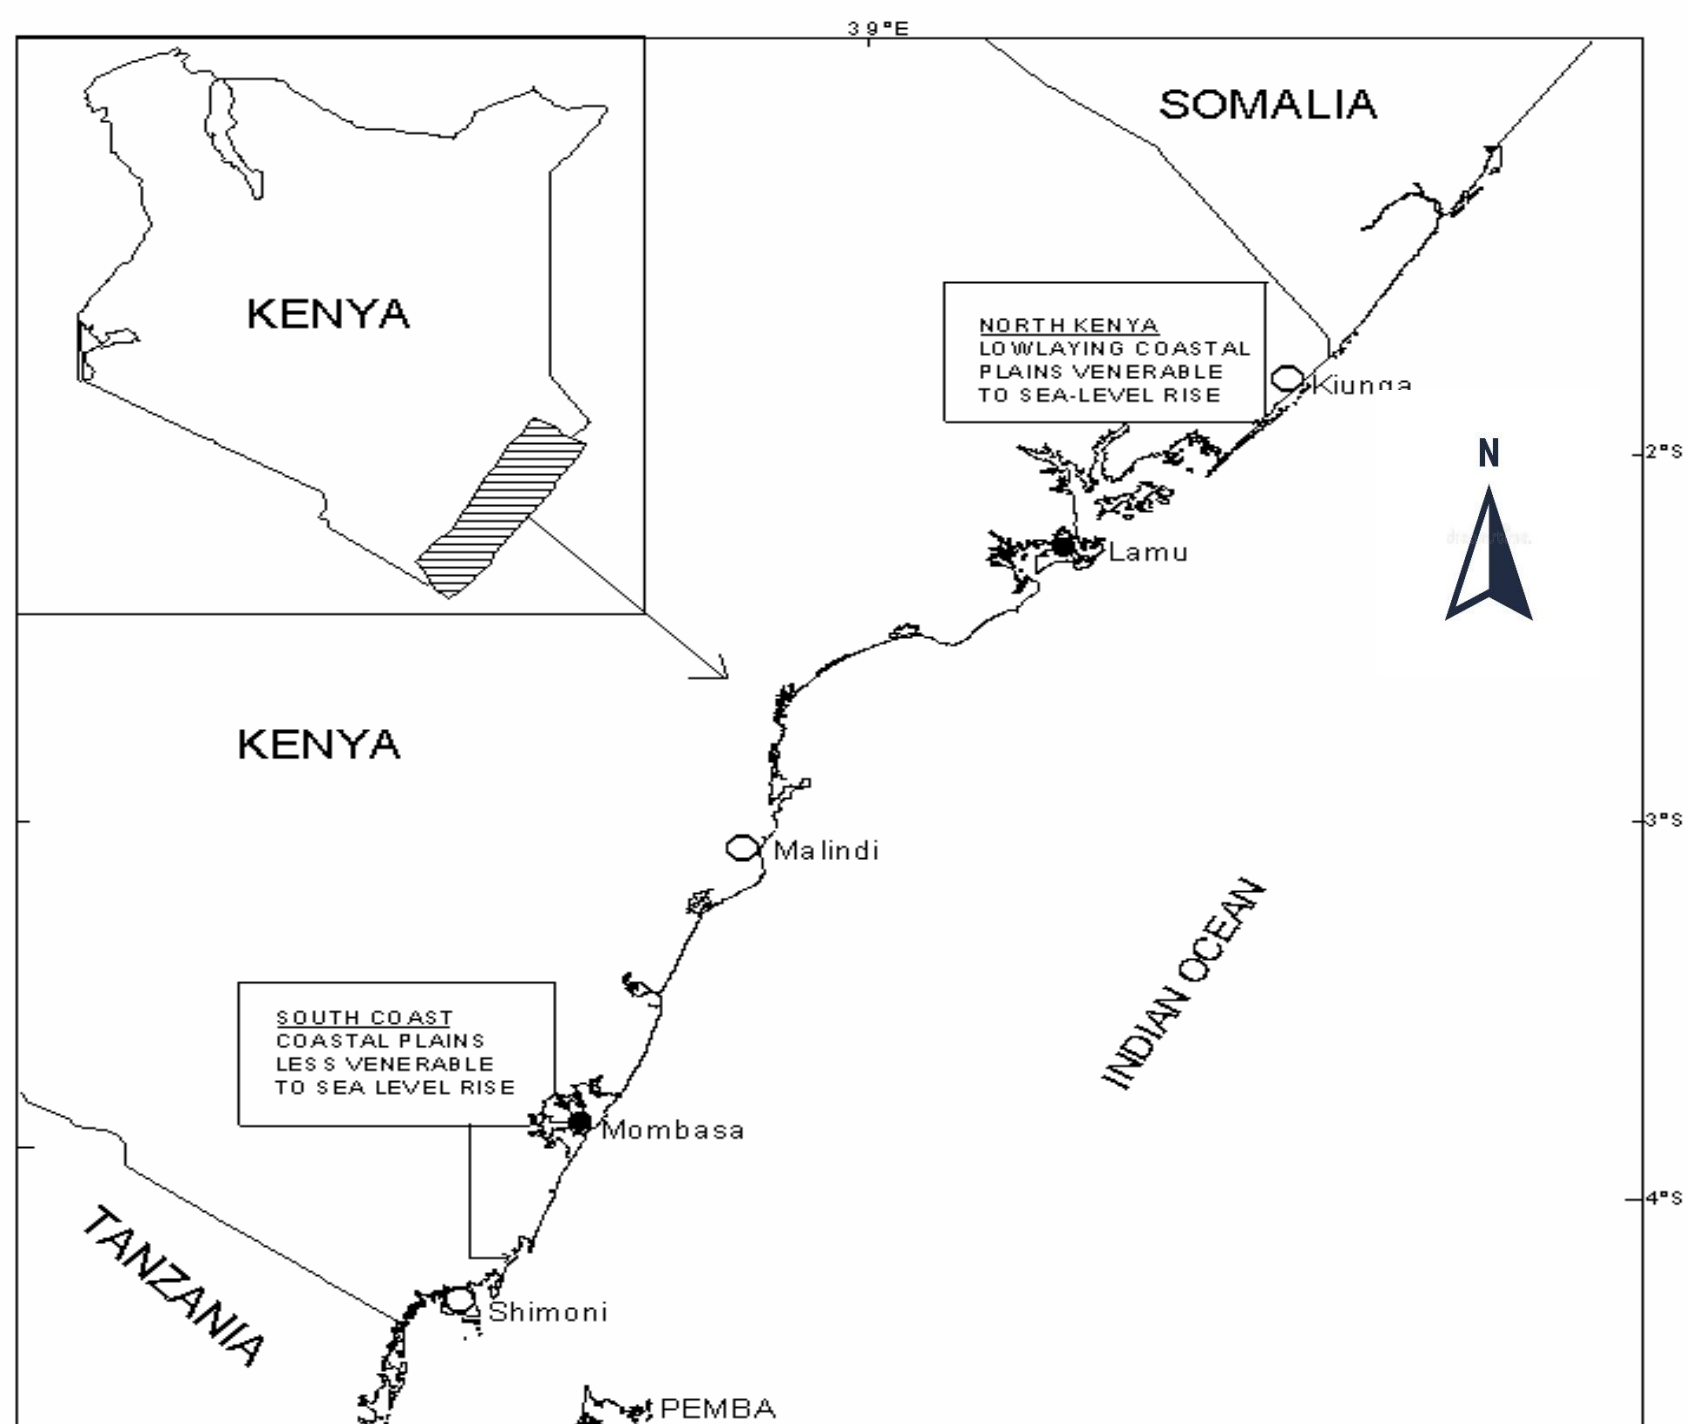 39°E
SOMALIA
KENYA
NORTH KENYA
LOWLAYING COASTAL
PLAINS VENERABLE
TO SEA-LEVEL RISE
Kiunga
2°S
N
Lamu
KENYA
3°S
Malindi
INDIAN OCEAN
SOUTH COAST
COASTAL PLAINS
LESS VENERABLE
TO SEA LEVEL RISE
Mombasa
4°S
TANZANIA
Shimoni
PEMBA